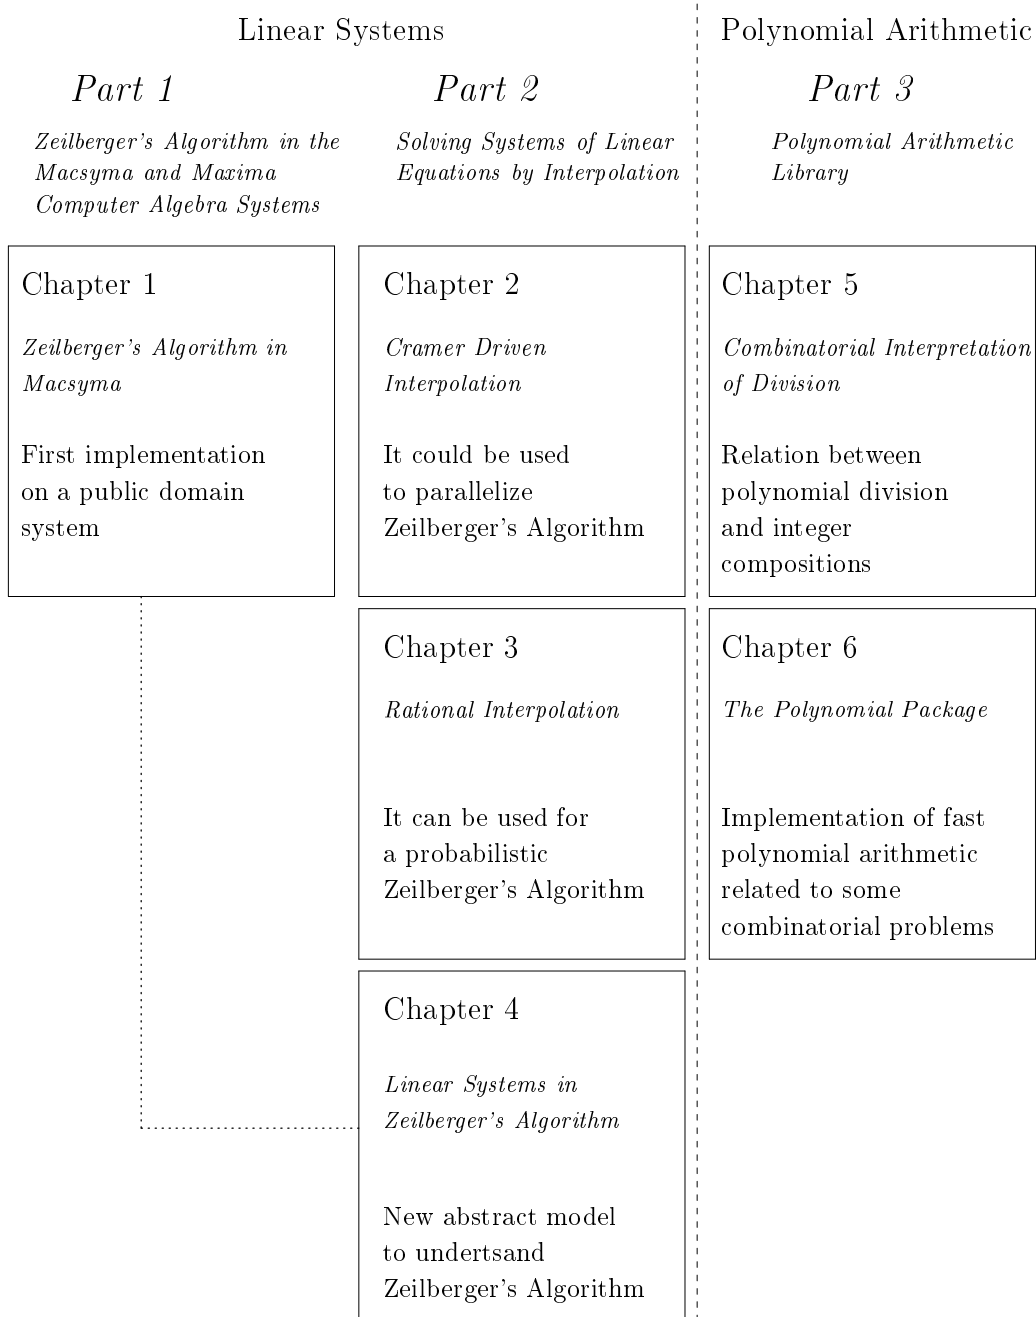 Linear Systems
Polynomial Arithmetic
Part 1
Zeilberger's Algorithm in the
Macsyma and Maxima
Computer Algebra Systems
Part 2
Solving Systems of Linear
Equations by Interpolation
Part 3
Polynomial Arithmetic
Library
Chapter 1
Zeilberger's Algorithm in
Macsyma
First implementation
on a public domain
system
Chapter 2
Cramer Driven
Interpolation
It could be used
to parallelize
Zeilberger's Algorithm
Chapter 3
Rational Interpolation
It can be used for
a probabilistic
Zeilberger's Algorithm
Chapter 4
Linear Systems in
Zeilberger's Algorithm
New abstract model
to undertsand
Zeilberger's Algorithm
Chapter 5
Combinatorial Interpretation
of Division
Relation between
polynomial division
and integer
compositions
Chapter 6
The Polynomial Package
Implementation of fast
polynomial arithmetic
related to some
combinatorial problems